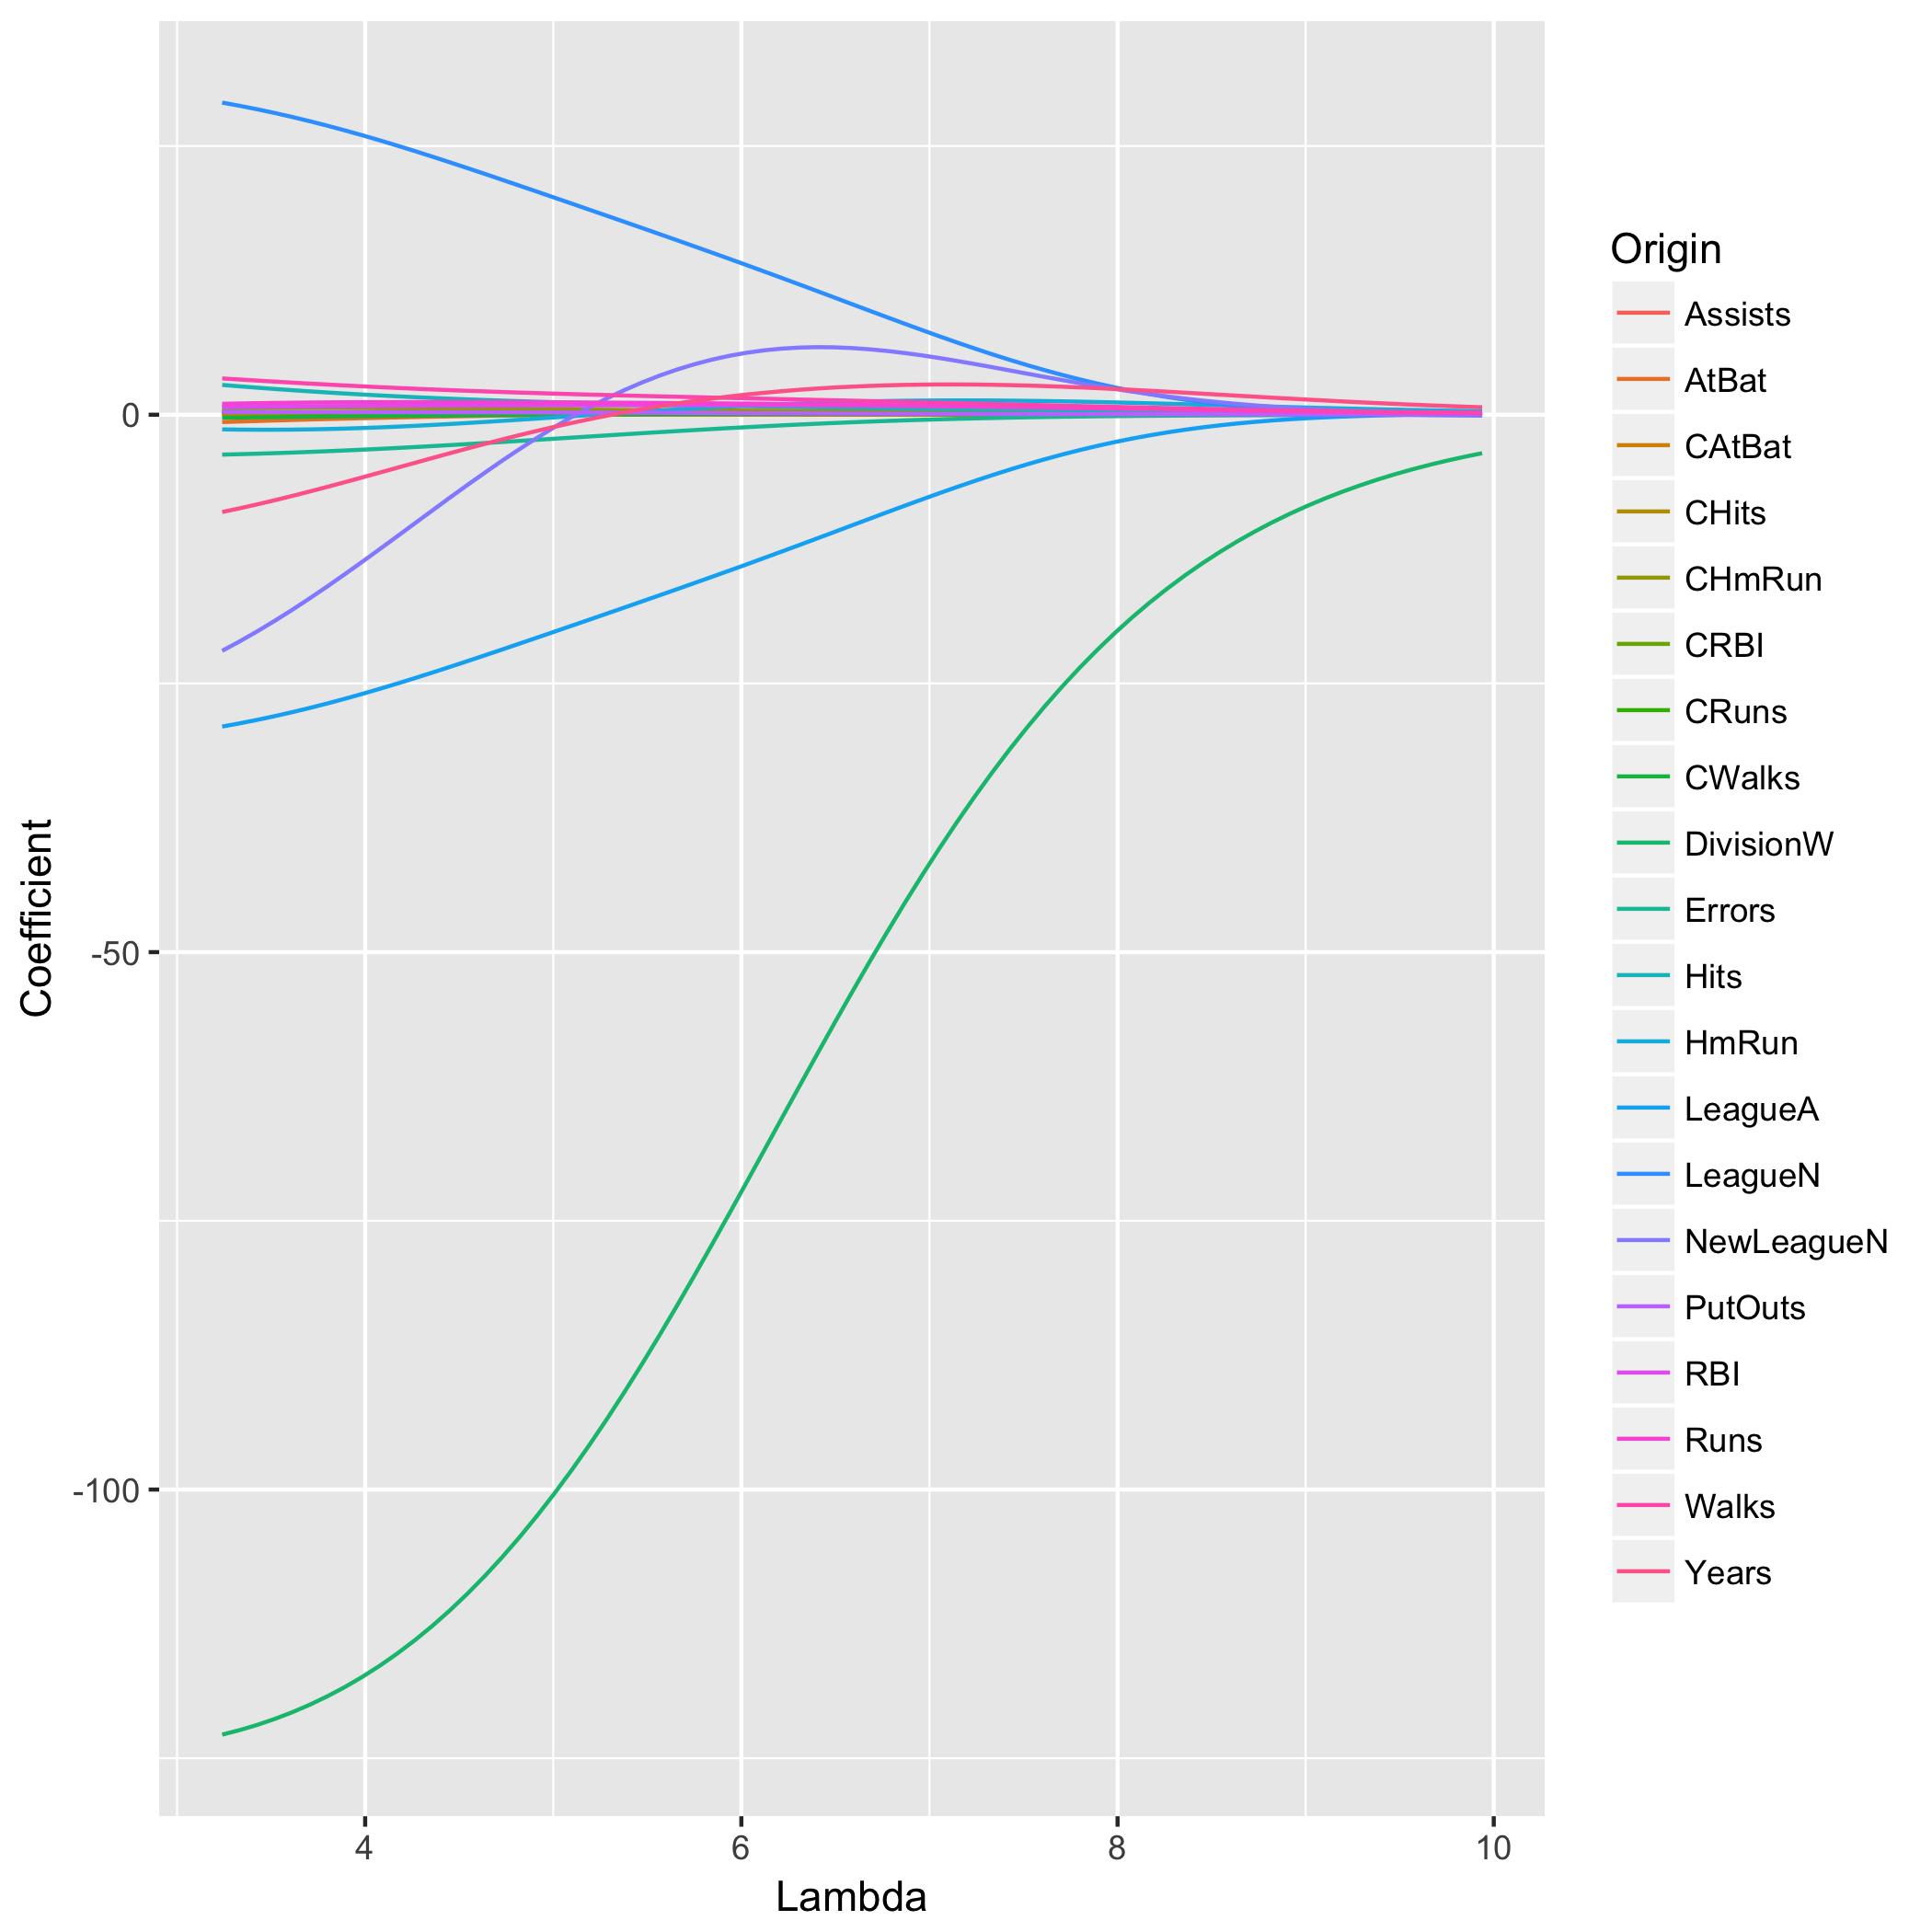 0
-50
-100
Coefficient
4
6
8
10
Lambda
Origin
Assists
AtBat
CAtBat
CHits
CHmRun
CRBI
CRuns
CWalks
DivisionW
Errors
Hits
HmRun
LeagueA
LeagueN
NewLeagueN
PutOuts
RBI
Runs
Walks
Years